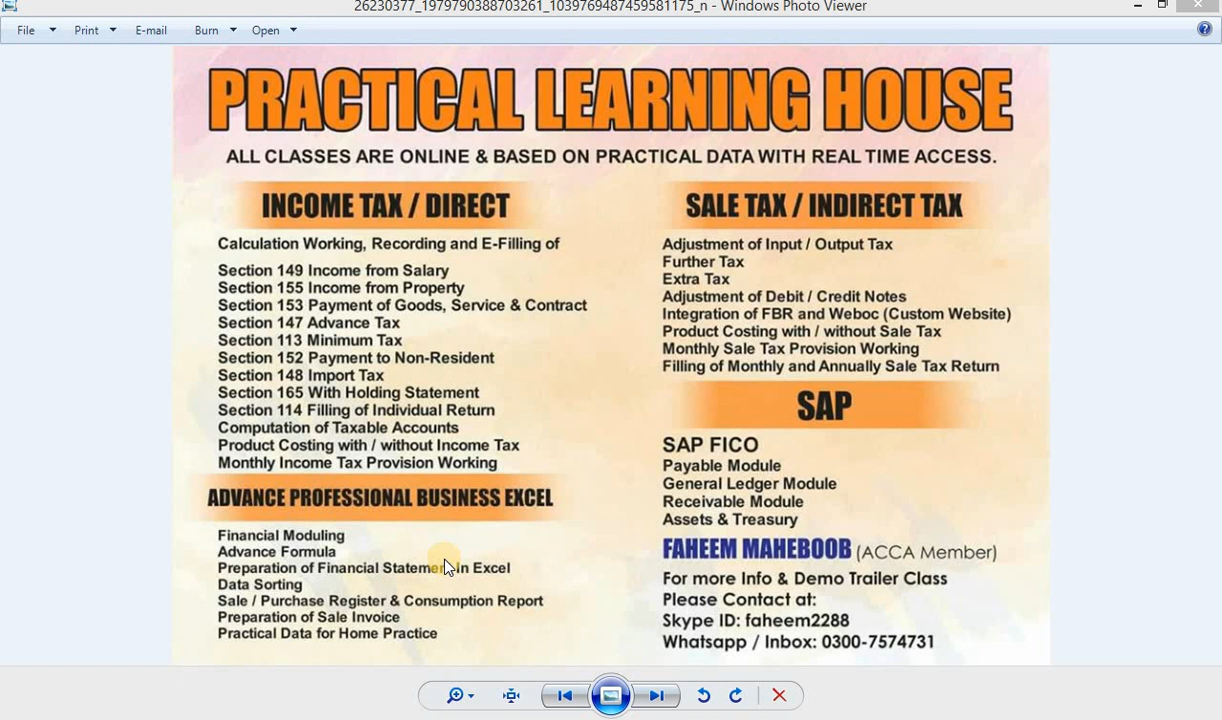 26230377_1979790388703261_1039769487459581175_n - Windows Photo Viewer
File Print E-mail Burn Open
PRACTICAL LEARNING HOUSE
ALL CLASSES ARE ONLINE & BASED ON PRACTICAL DATA WITH REAL TIME ACCESS.
INCOME TAX / DIRECT
Calculation Working, Recording and E-Filling of
Section 149 Income from Salary
Section 155 Income from Property
Section 153 Payment of Goods, Service & Contract
Section 147 Advance Tax
Section 113 Minimum Tax
Section 152 Payment to Non-Resident
Section 148 Import Tax
Section 165 With Holding Statement
Section 114 Filling of Individual Return
Computation of Taxable Accounts
Product Costing with / without Income Tax
Monthly Income Tax Provision Working
ADVANCE PROFESSIONAL BUSINESS EXCEL
Financial Moduling
Advance Formula
Preparation of Financial Statement in Excel
Data Sorting
Sale / Purchase Register & Consumption Report
Preparation of Sale Invoice
Practical Data for Home Practice
SALE TAX / INDIRECT TAX
Adjustment of Input / Output Tax
Further Tax
Extra Tax
Adjustment of Debit / Credit Notes
Integration of FBR and Weboc (Custom Website)
Product Costing with / without Sale Tax
Monthly Sale Tax Provision Working
Filling of Monthly and Annually Sale Tax Return
SAP
SAP FICO
Payable Module
General Ledger Module
Receivable Module
Assets & Treasury
FAHEEM MAHEBOOB (ACCA Member)
For more Info & Demo Trailer Class
Please Contact at:
Skype ID: faheem2288
Whatsapp / Inbox: 0300-7574731